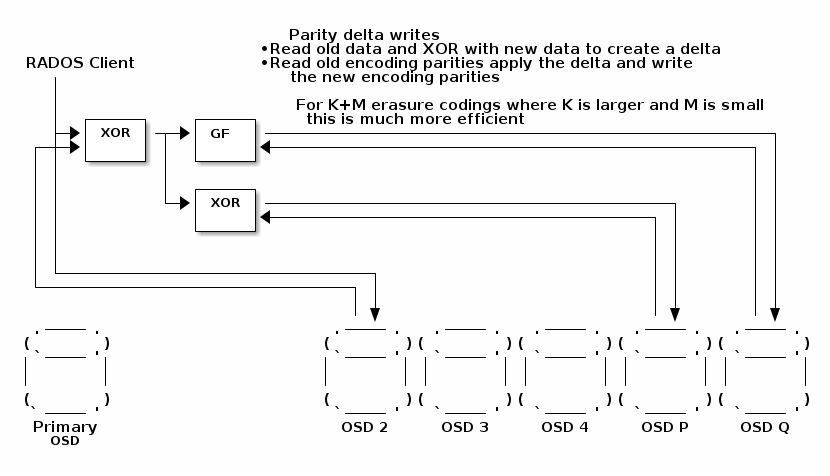 Parity delta writes
•Read old data and XOR with new data to create a delta
RADOS Client
•Read old encoding parities apply the delta and write
the new encoding parities
For K+M erasure codings where K is larger and M is small
this is much more efficient
XOR
GF
XOR
Primary
OSD
OSD 2
OSD 3
OSD 4
OSD P
OSD Q